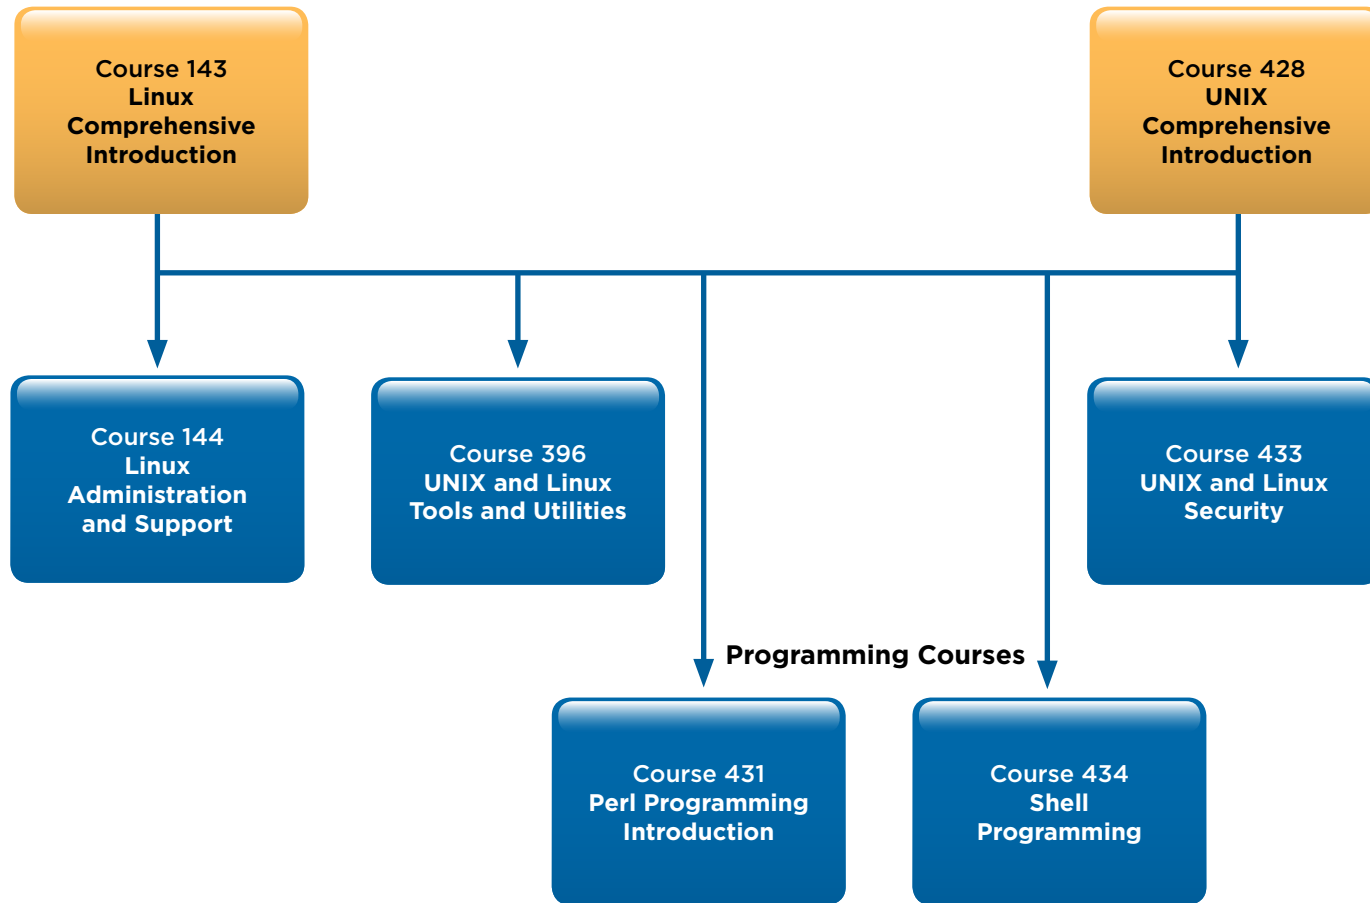 Course 143
Linux
Comprehensive
Introduction
Course 428
UNIX
Comprehensive
Introduction
Course 144
Linux
Administration
and Support
Course 396
UNIX and Linux
Tools and Utilities
Course 433
UNIX and Linux
Security
Programming Courses
Course 431
Perl Programming
Introduction
Course 434
Shell
Programming